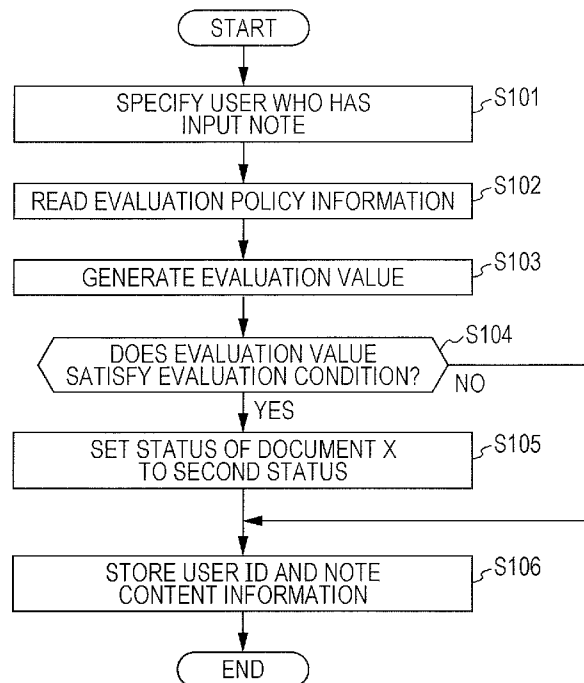 START
SPECIFY USER WHO HAS
INPUT NOTE
S101
READ EVALUATION POLICY INFORMATION
S102
GENERATE EVALUATION VALUE
S103
DOES EVALUATION VALUE
SATISFY EVALUATION CONDITION?
S104
NO
YES
SET STATUS OF DOCUMENT X
TO SECOND STATUS
S105
STORE USER ID AND NOTE
CONTENT INFORMATION
S106
END